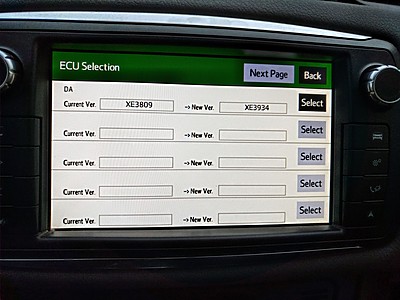 ECU Selection Next Page Back
DA
Current Ver. XE3809 -> New Ver. XE3934 Select
Current Ver. -> New Ver. Select
Current Ver. -> New Ver. Select
Current Ver. -> New Ver. Select
Current Ver. -> New Ver. Select